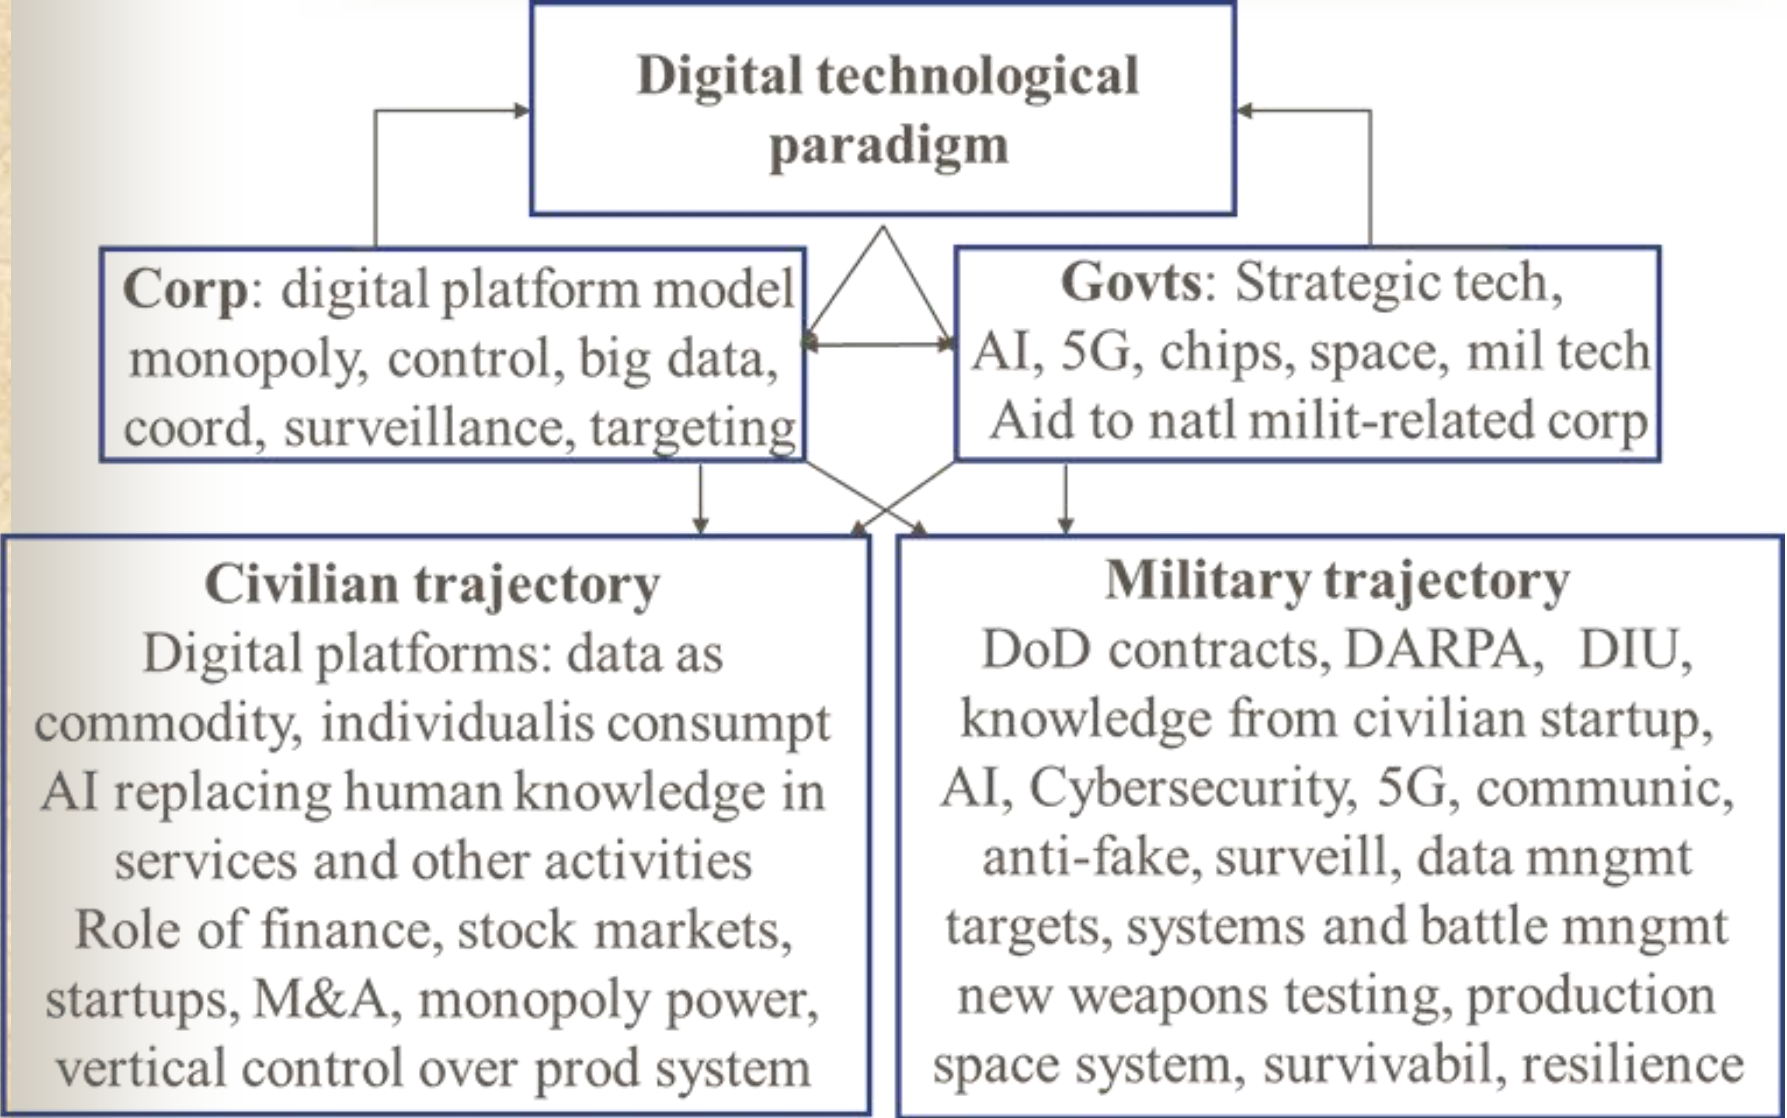 Digital technological
paradigm
Corp: digital platform model
monopoly, control, big data,
coord, surveillance, targeting
Govts: Strategic tech,
AI, 5G, chips, space, mil tech
Aid to natl milit-related corp
Civilian trajectory
Digital platforms: data as
commodity, individualis consumpt
AI replacing human knowledge in
services and other activities
Role of finance, stock markets,
startups, M&A, monopoly power,
vertical control over prod system
Military trajectory
DoD contracts, DARPA, DIU,
knowledge from civilian startup,
AI, Cybersecurity, 5G, communic,
anti-fake, surveill, data mngmt
targets, systems and battle mngmt
new weapons testing, production
space system, survivabil, resilience